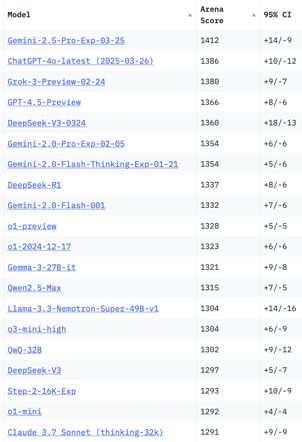 Model Arena Score 95% CI
Gemini-2.5-Pro-Exp-03-25 1412 +14/-9
ChatGPT-4o-latest (2025-03-26) 1386 +10/-12
Grok-3-Preview-02-24 1380 +9/-7
GPT-4.5-Preview 1366 +8/-6
DeepSeek-V3-0324 1360 +18/-13
Gemini-2.0-Pro-Exp-02-05 1354 +6/-6
Gemini-2.0-Flash-Thinking-Exp-01-21 1354 +5/-6
DeepSeek-R1 1337 +8/-6
Gemini-2.0-Flash-001 1332 +7/-6
o1-preview 1328 +5/-5
o1-2024-12-17 1323 +6/-6
Gemma-3-27B-it 1321 +9/-8
Qwen2.5-Max 1315 +7/-5
Llama-3.3-Nemotron-Super-49B-v1 1304 +14/-16
o3-mini-high 1304 +6/-9
QwQ-32B 1302 +9/-12
DeepSeek-V3 1297 +5/-7
Step-2-16K-Exp 1293 +10/-9
o1-mini 1292 +4/-4
Claude 3.7 Sonnet (thinking-32k) 1291 +9/-9